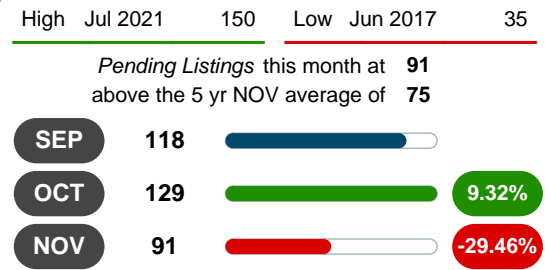 High Jul 2021 150 Low Jun 2017 35
Pending Listings this month at 91
above the 5 yr NOV average of 75
SEP 118
OCT 129 9.32%
NOV 91 -29.46%